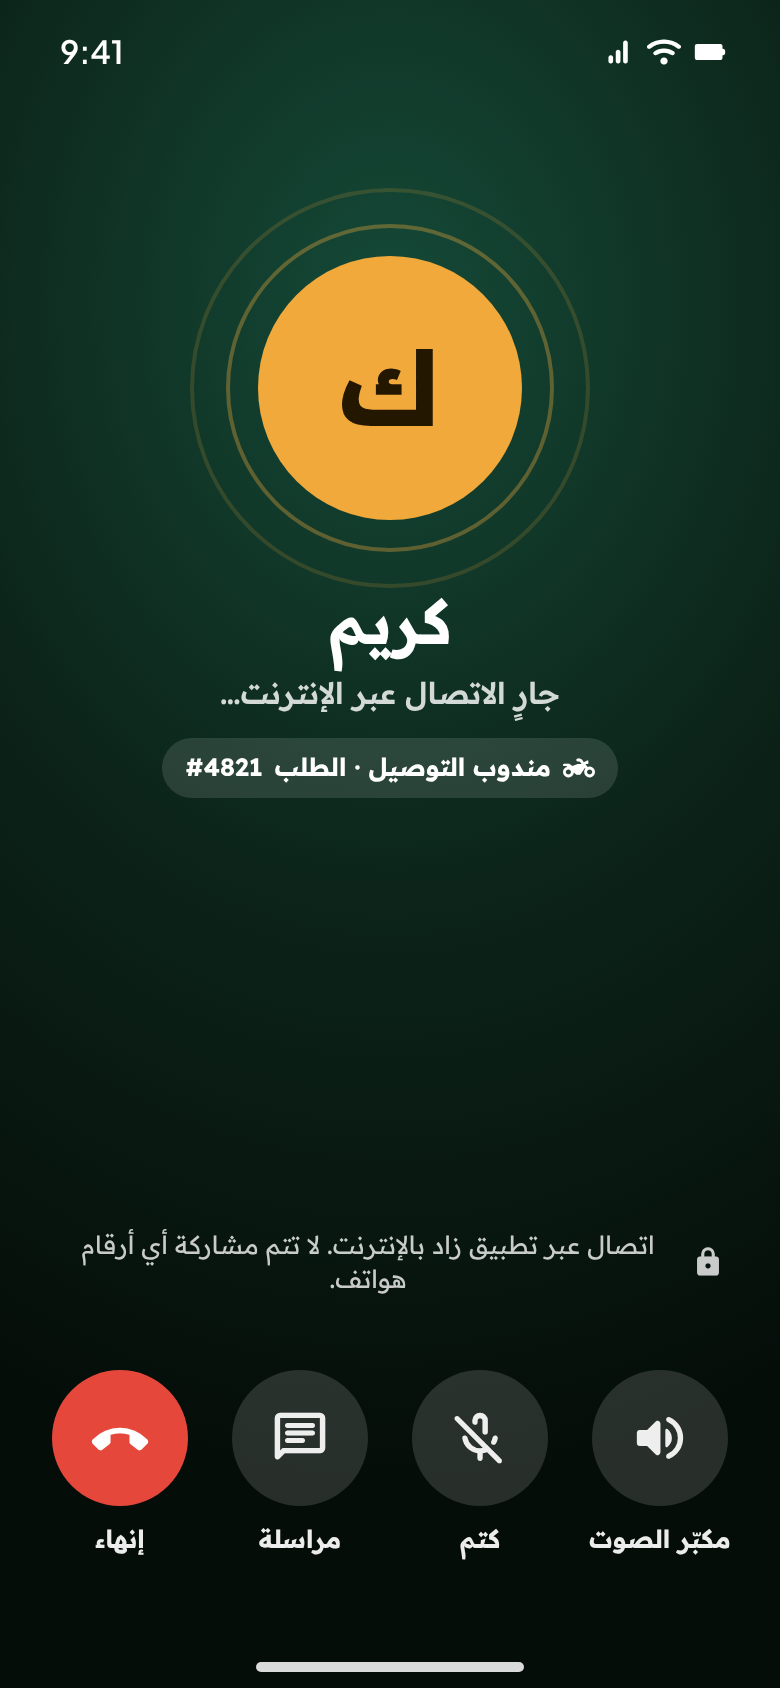 9:41
ك
كريم
جارٍ الاتصال عبر الإنترنت...
مندوب التوصيل · الطلب #4821
اتصال عبر تطبيق زاد بالإنترنت. لا تتم مشاركة أي أرقام
هواتف.
مكبّر الصوت
كتم
مراسلة
إنهاء